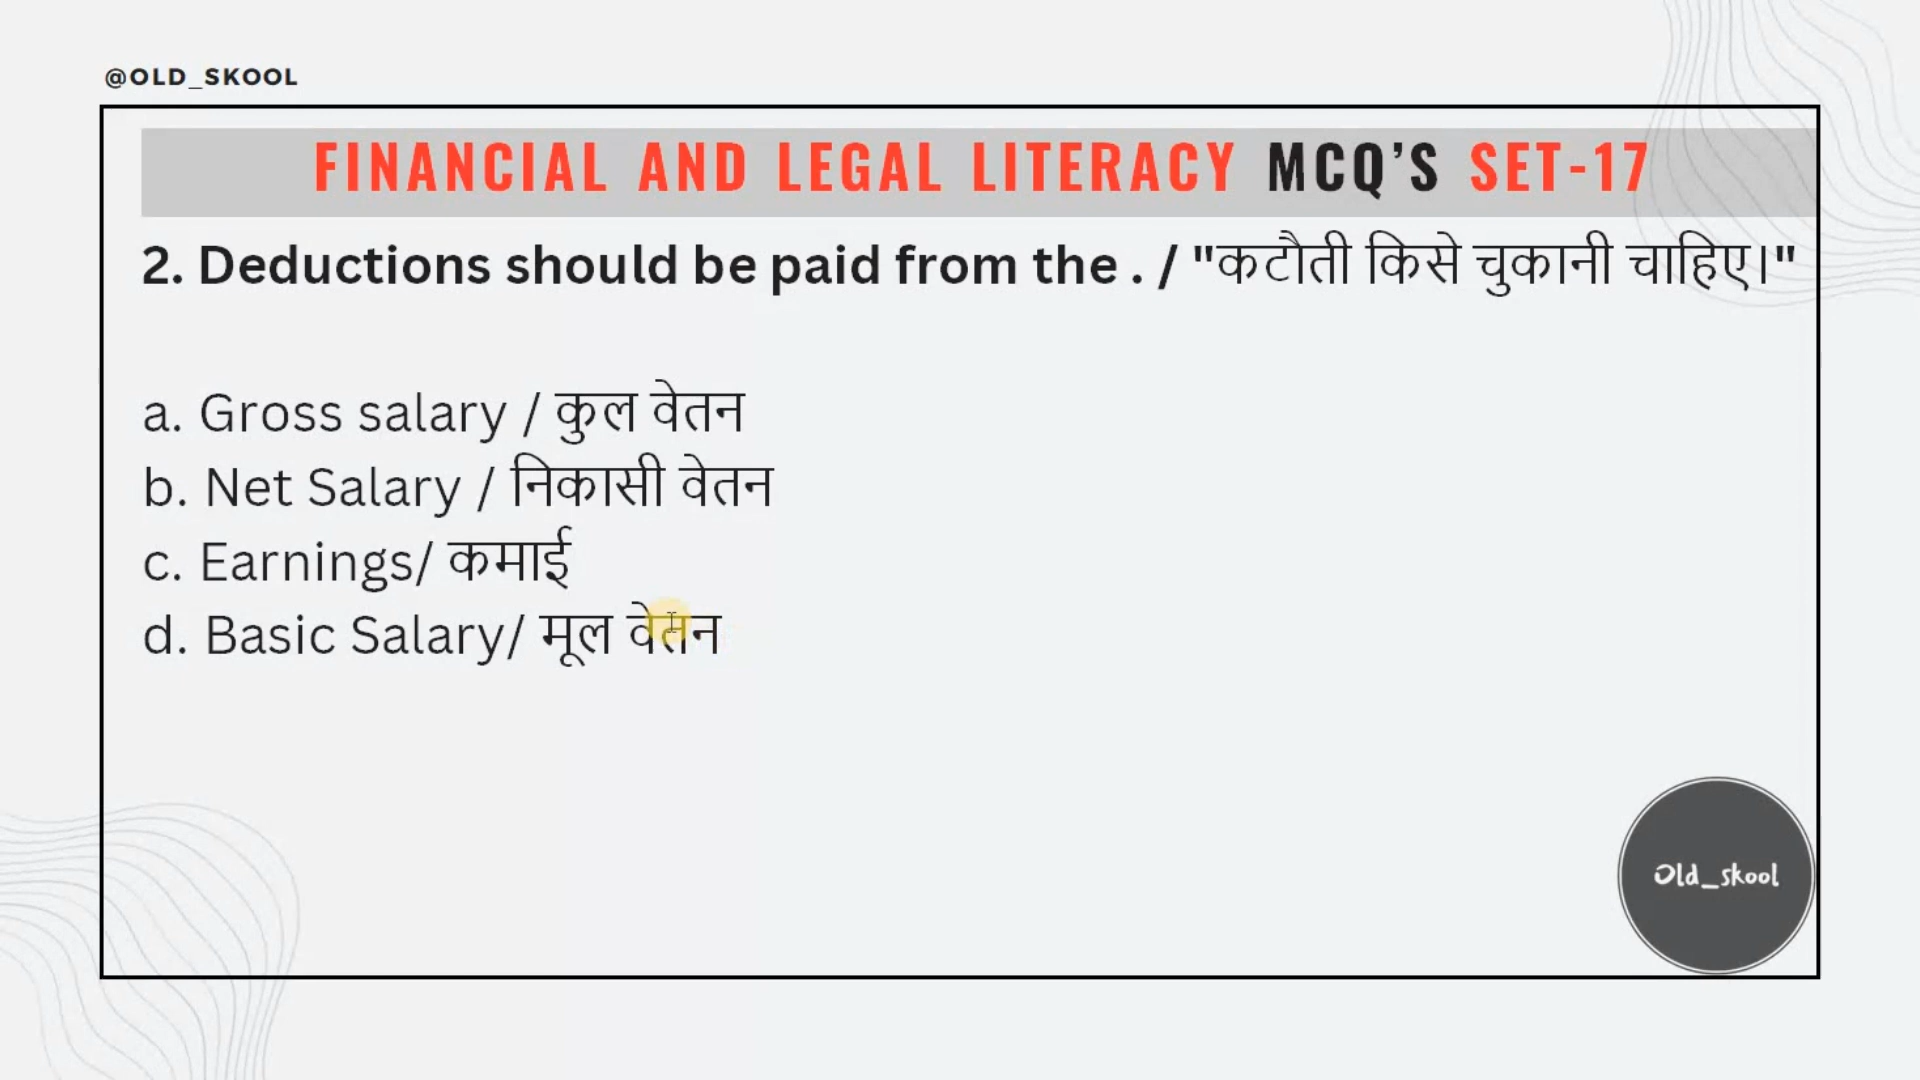 @OLD_SKOOL
FINANCIAL AND LEGAL LITERACY MCQ’S SET-17
2. Deductions should be paid from the . / "कटौती किसे चुकानी चाहिए।"
a. Gross salary / कुल वेतन
b. Net Salary / निकासी वेतन
c. Earnings/ कमाई
d. Basic Salary/ मूल वेतन
Old_skool